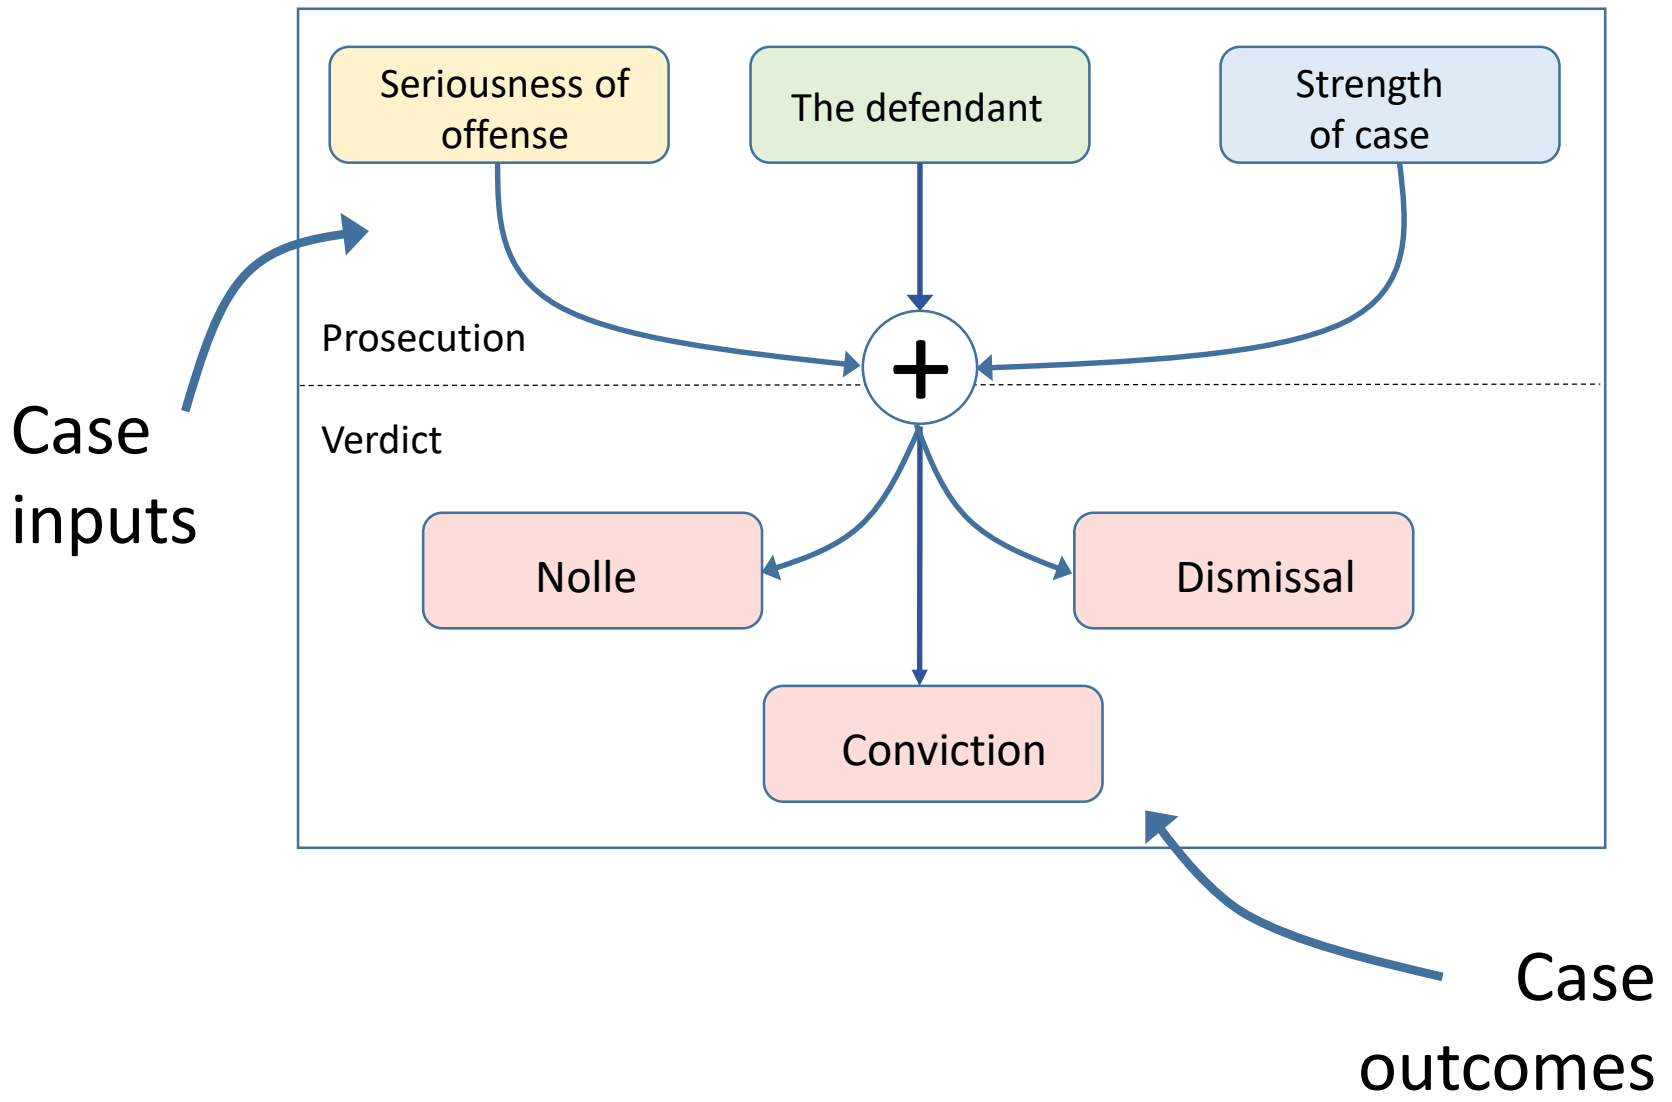 Seriousness of
offense
The defendant
Strength
of case
Prosecution
+
Verdict
Case
inputs
Nolle
Dismissal
Conviction
Case
outcomes